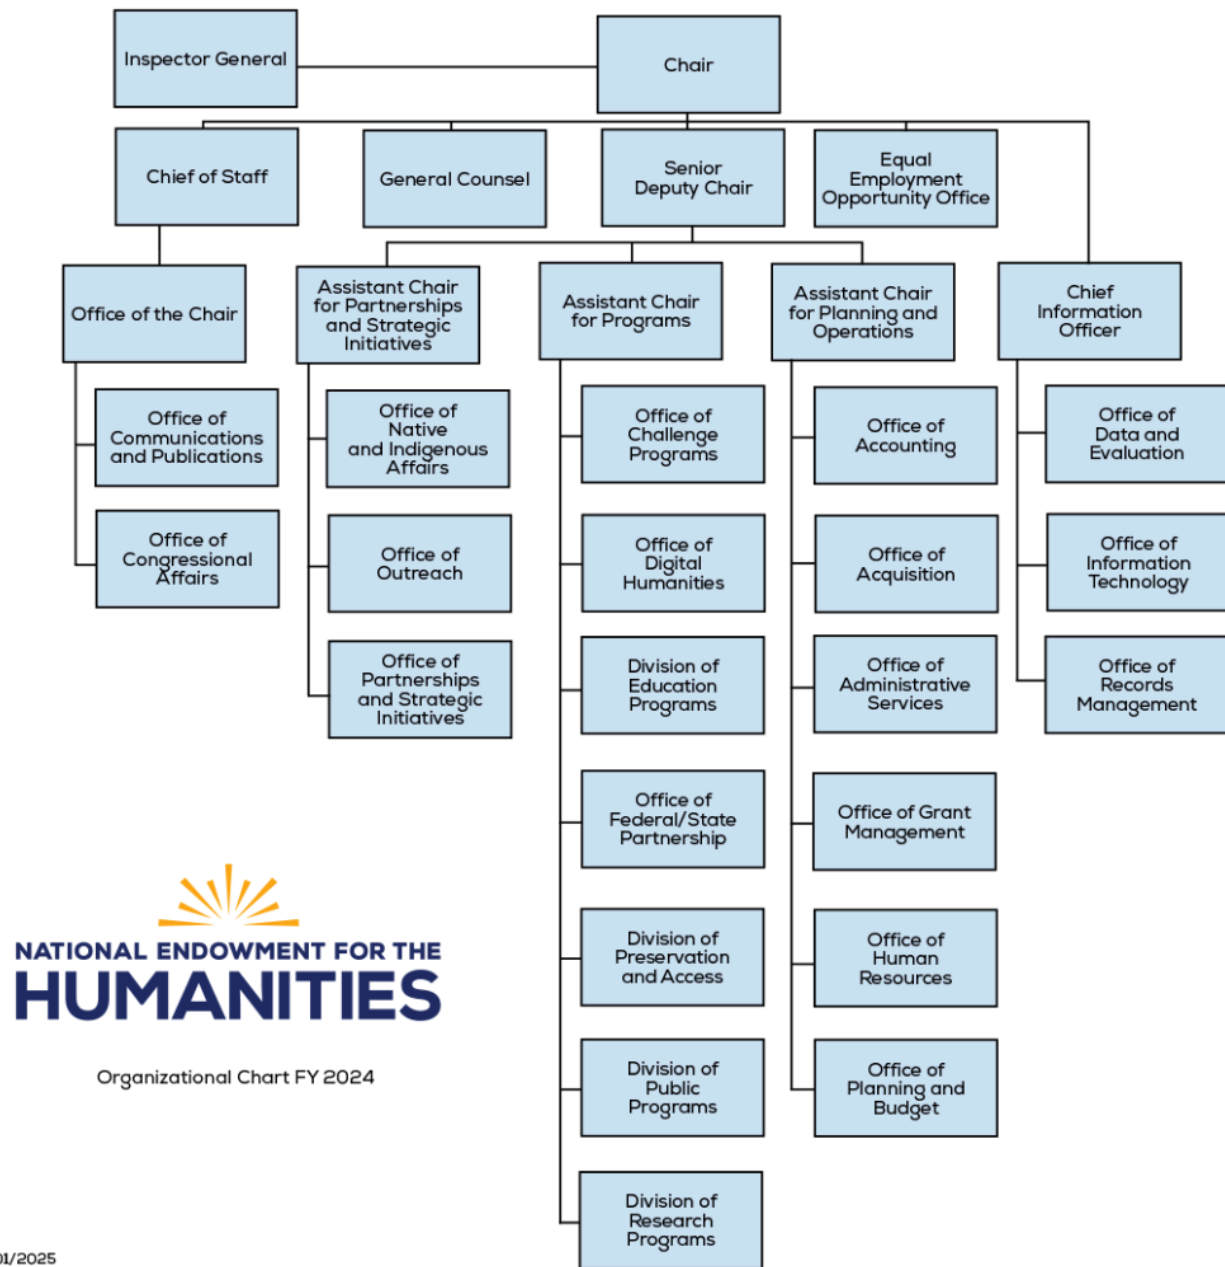 Inspector General
Chair
Chief of Staff
General Counsel
Senior
Deputy Chair
Equal
Employment
Opportunity Office
Office of the Chair
Assistant Chair
for Partnerships
and Strategic
Initiatives
Assistant Chair
for Programs
Assistant Chair
for Planning and
Operations
Chief
Information
Officer
Office of
Communications
and Publications
Office of
Congressional
Affairs
Office of
Native
and Indigenous
Affairs
Office of
Outreach
Office of
Partnerships
and Strategic
Initiatives
Office of
Challenge
Programs
Office of
Digital
Humanities
Division of
Education
Programs
Office of
Federal/State
Partnership
Division of
Preservation
and Access
Division of
Public
Programs
Division of
Research
Programs
Office of
Accounting
Office of
Acquisition
Office of
Administrative
Services
Office of Grant
Management
Office of
Human
Resources
Office of
Planning and
Budget
Office of
Data and
Evaluation
Office of
Information
Technology
Office of
Records
Management
NATIONAL ENDOWMENT FOR THE
HUMANITIES
Organizational Chart FY 2024
01/2025